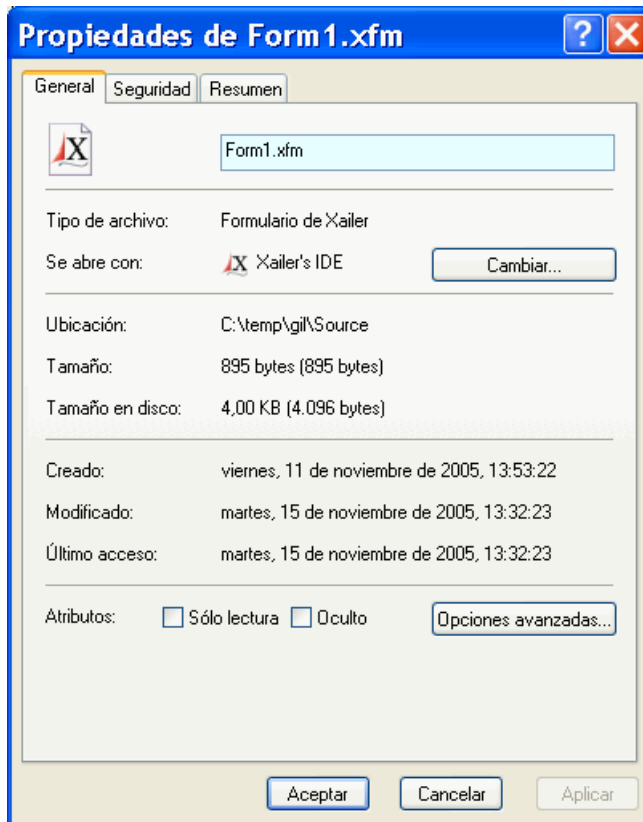 Propiedades de Form1.xfm
General Seguridad Resumen
Form1.xfm
Tipo de archivo: Formulario de Xailer
Se abre con: Xailer's IDE Cambiar...
Ubicación: C:\temp\gil\Source
Tamaño: 895 bytes (895 bytes)
Tamaño en disco: 4,00 KB (4.096 bytes)
Creado: viernes, 11 de noviembre de 2005, 13:53:22
Modificado: martes, 15 de noviembre de 2005, 13:32:23
Último acceso: martes, 15 de noviembre de 2005, 13:32:23
Atributos: Sólo lectura Oculto Opciones avanzadas...
Aceptar Cancelar Aplicar